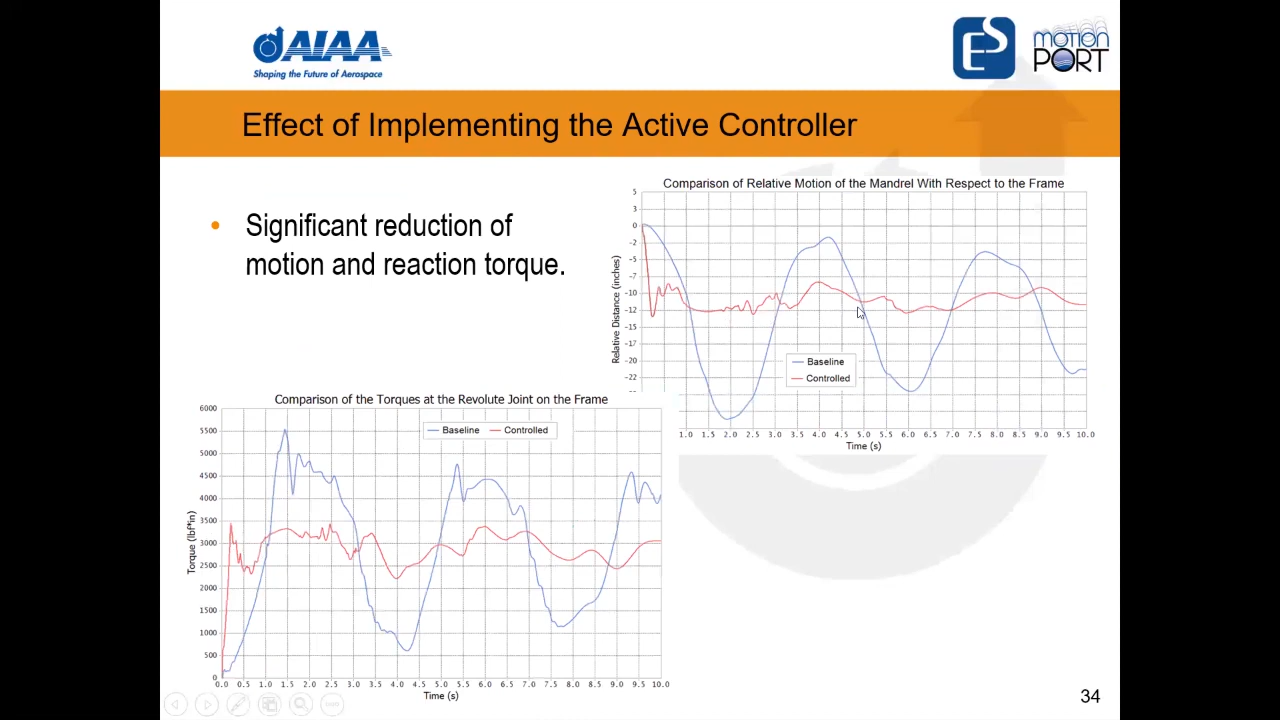 AIAA
Shaping the Future of Aerospace
ES
motion
PORT
Effect of Implementing the Active Controller
• Significant reduction of
motion and reaction torque.
Comparison of Relative Motion of the Mandrel With Respect to the Frame
Relative Distance (inches)
5
3
0
-2
-5
-7
-10
-12
-15
-17
-20
-22
Baseline
Controlled
1.0 1.5 2.0 2.5 3.0 3.5 4.0 4.5 5.0 5.5 6.0 6.5 7.0 7.5 8.0 8.5 9.0 9.5 10.0
Time (s)
Comparison of the Torques at the Revolute Joint on the Frame
Torque (lbf*in)
6000
5500
5000
4500
4000
3500
3000
2500
2000
1500
1000
500
0
Baseline Controlled
0.0 0.5 1.0 1.5 2.0 2.5 3.0 3.5 4.0 4.5 5.0 5.5 6.0 6.5 7.0 7.5 8.0 8.5 9.0 9.5 10.0
Time (s)
34